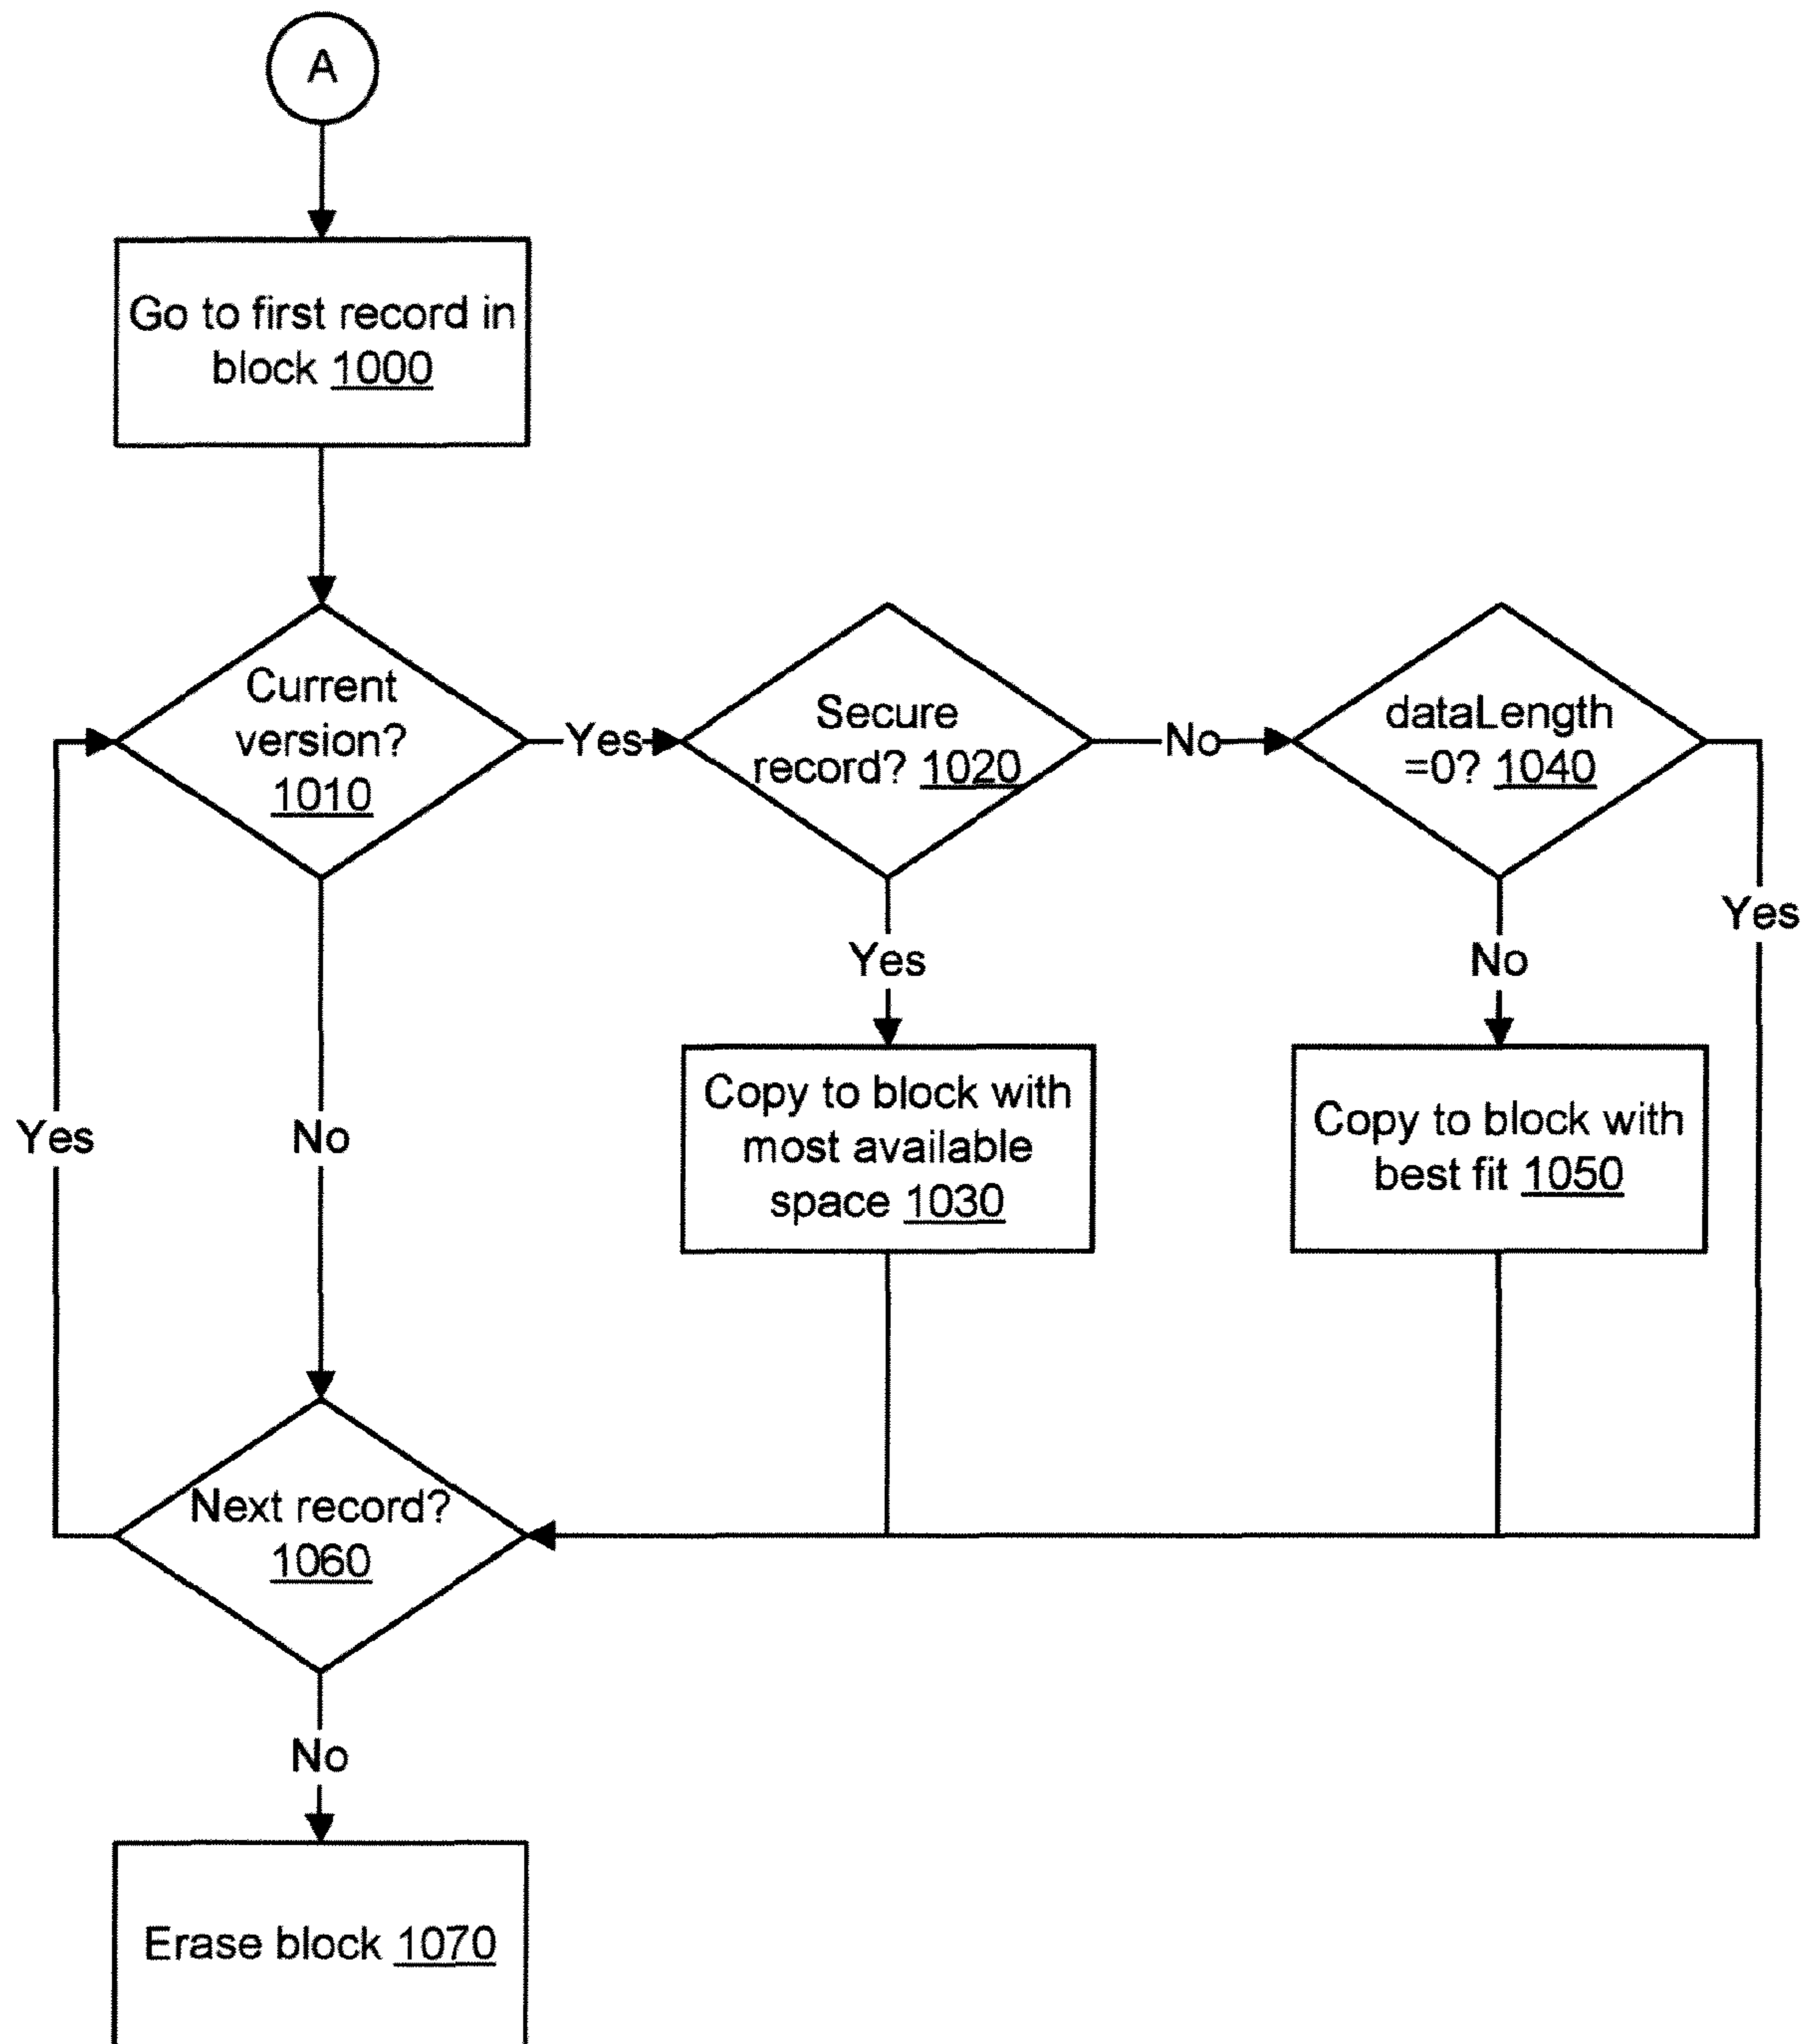 A
Go to first record in
block 1000
Current
version?
1010
Yes
Secure
record? 1020
No
dataLength
=0? 1040
Yes
Yes
No
Copy to block with
most available
space 1030
Copy to block with
best fit 1050
Yes
No
Next record?
1060
No
Erase block 1070